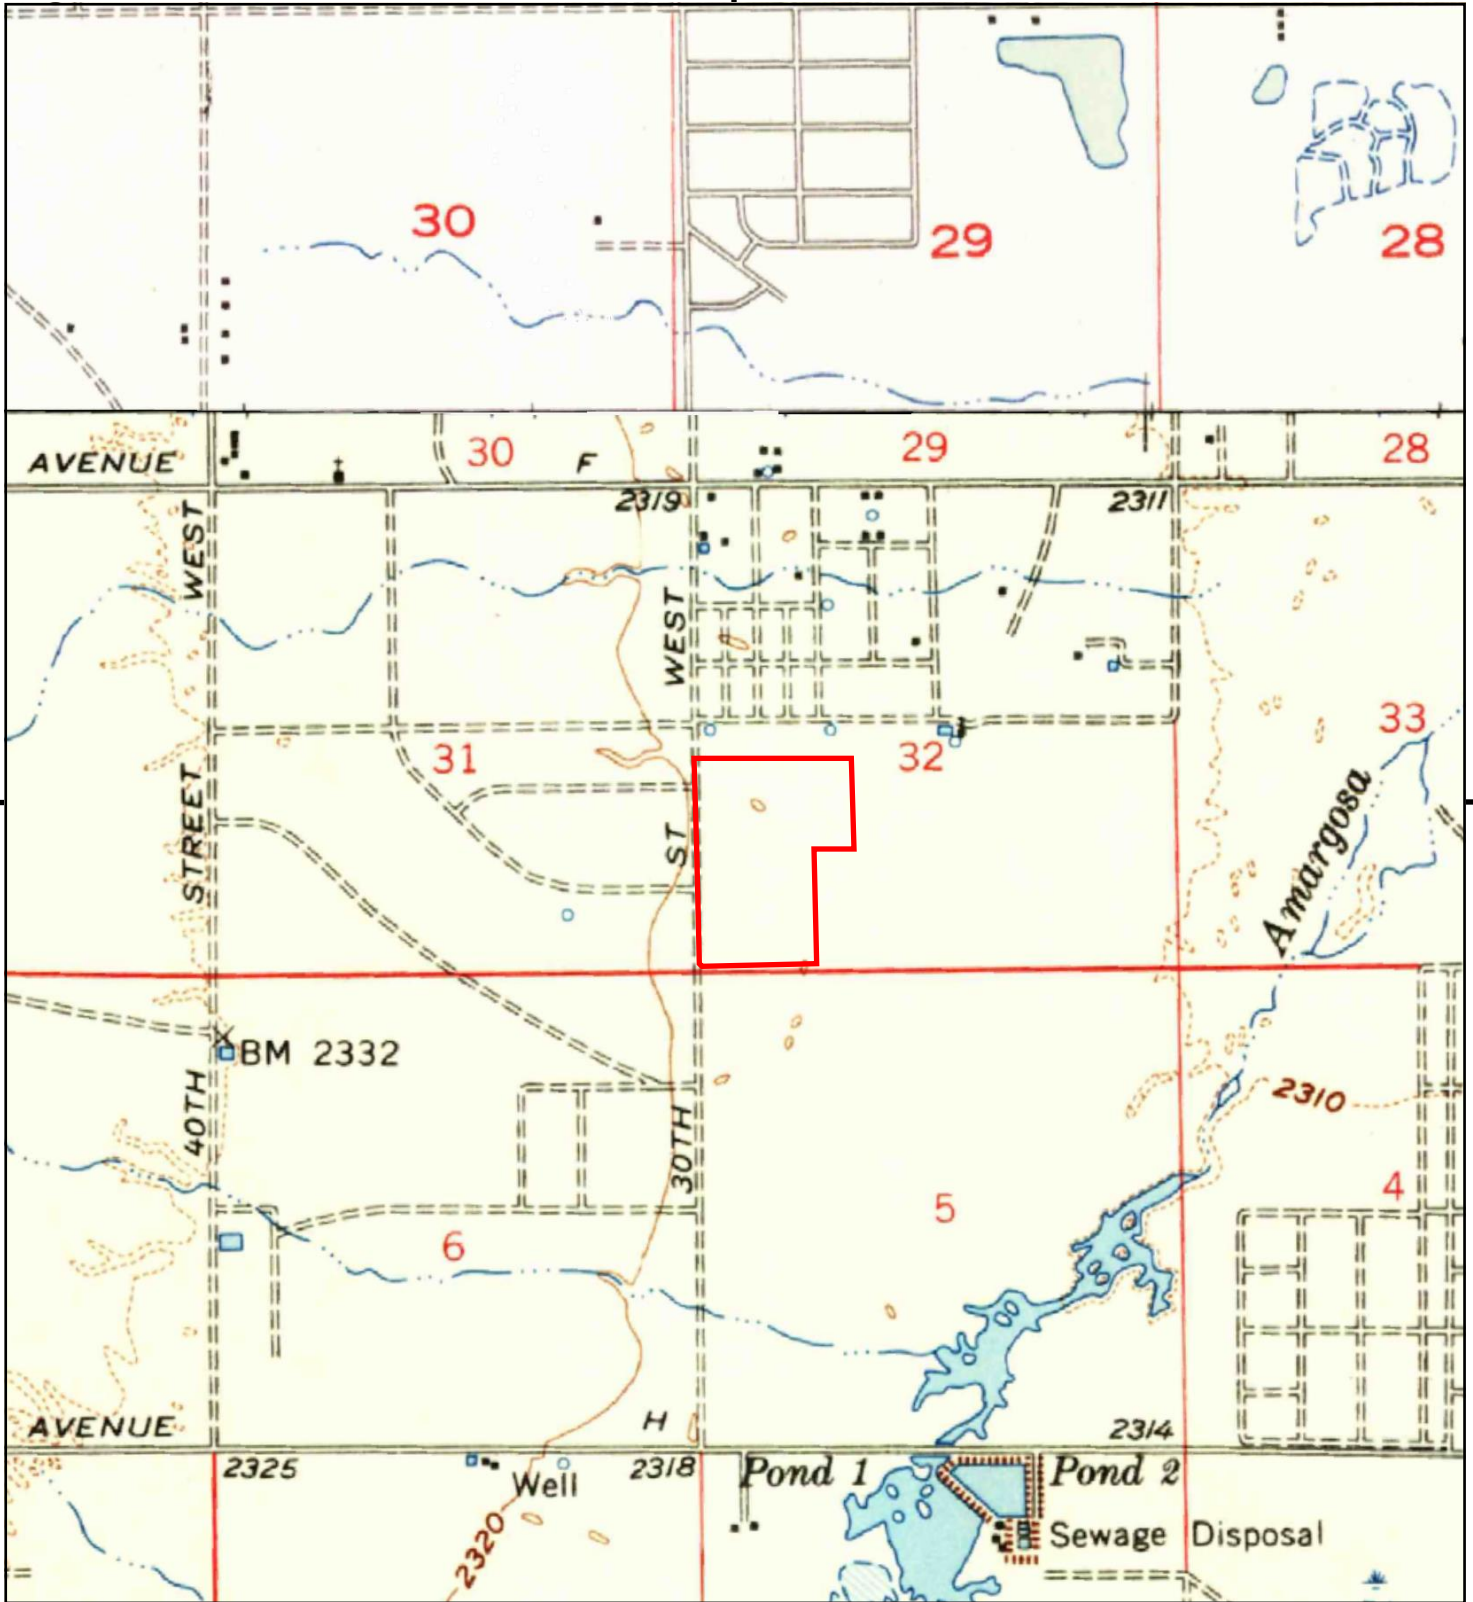 30
29
28
AVENUE
30
F
29
28
2319
2311
WEST
WEST
31
32
33
STREET
ST
Amargosa
BM 2332
40TH
30TH
2310
5
4
6
AVENUE
H
2314
2325
Well
2318
Pond 1
Pond 2
2320
Sewage Disposal